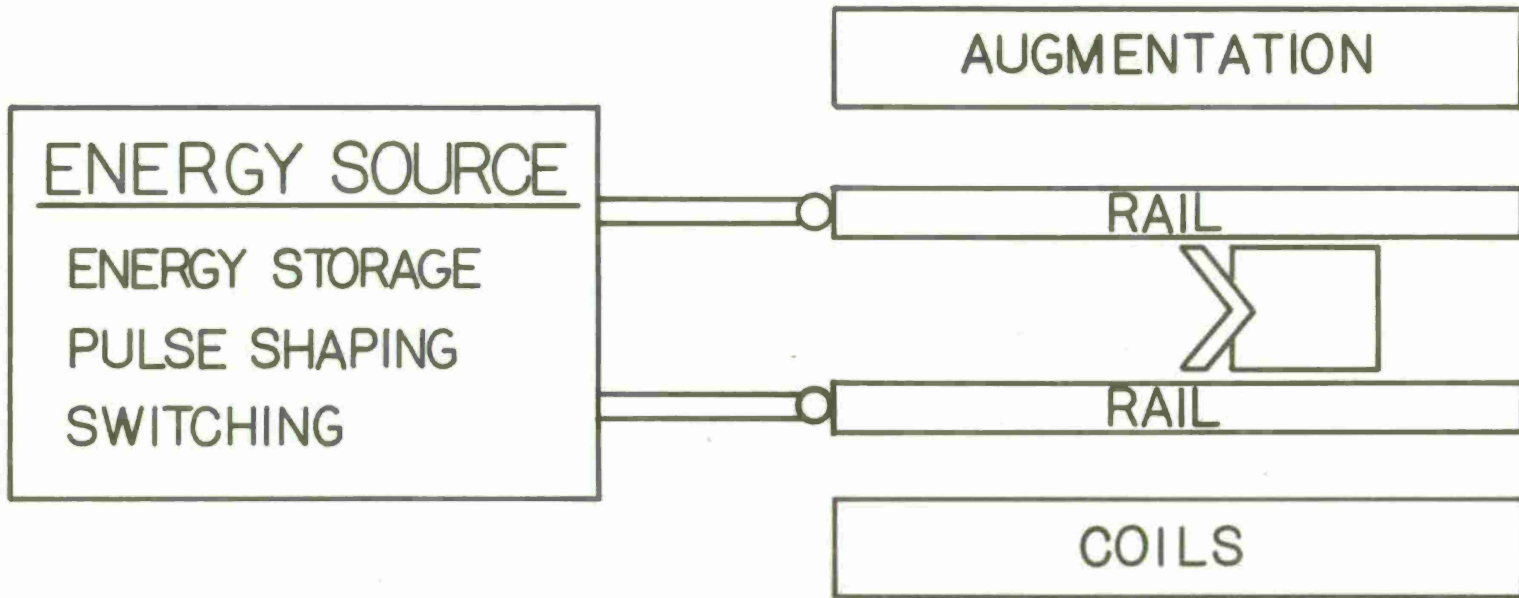 AUGMENTATION
ENERGY SOURCE
ENERGY STORAGE
PULSE SHAPING
SWITCHING
RAIL
RAIL
COILS